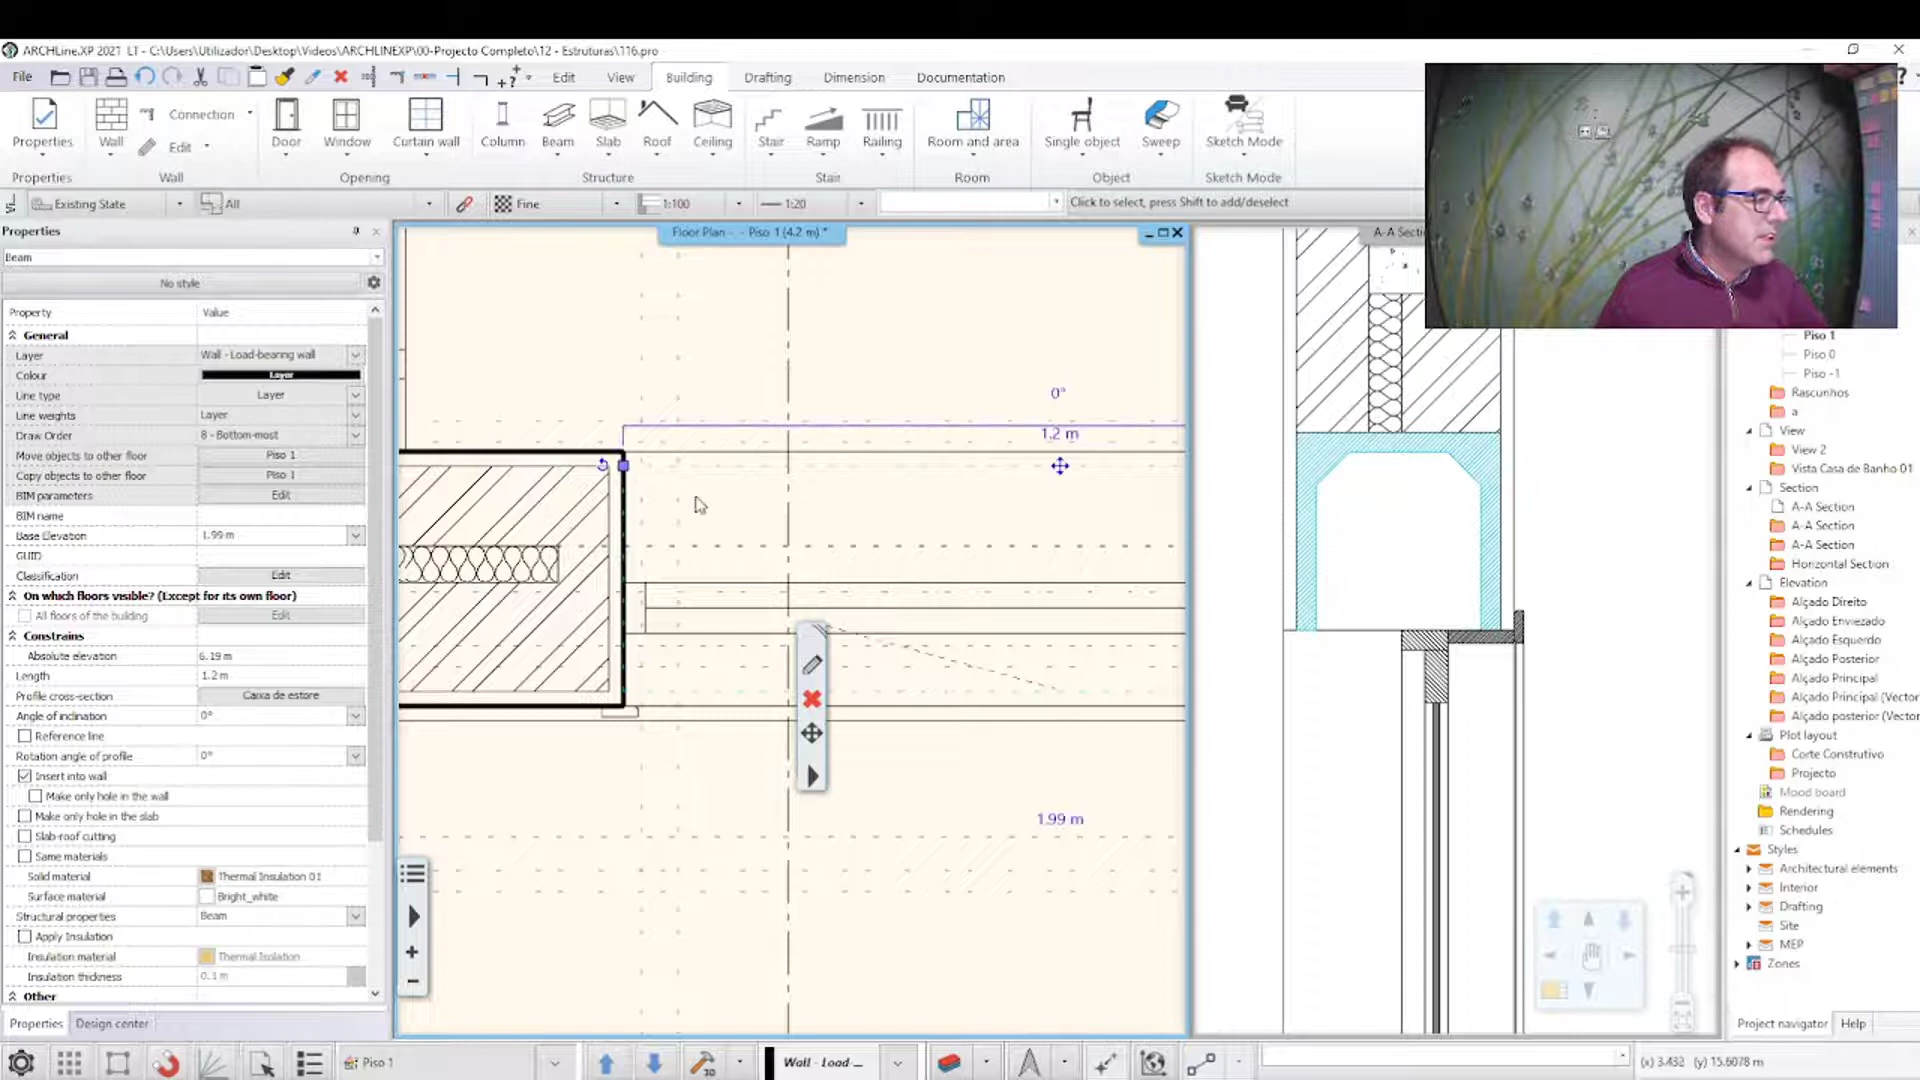 ARCHLine.XP 2021 LT - C:\Users\Utilizador\Desktop\Videos\ARCHLINEXP\00-Projecto Completo\12 - Estruturas\116.pro
File
Edit
View
Building
Drafting
Dimension
Documentation
Properties
Wall
Connection
Edit
Door
Window
Curtain wall
Column
Beam
Slab
Roof
Ceiling
Stair
Ramp
Railing
Room and area
Single object
Sweep
Sketch Mode
Properties
Wall
Opening
Structure
Stair
Room
Object
Sketch Mode
Existing State
All
Fine
1:100
1:20
Click to select, press Shift to add/deselect
Properties
Beam
No style
Property Value
General
Layer Wall - Load-bearing wall
Colour Layer
Line type Layer
Line weights Layer
Draw Order 8 - Bottom-most
Move objects to other floor Piso 1
Copy objects to other floor Piso 1
BIM parameters Edit
BIM name
Base Elevation 1.99 m
GUID
Classification Edit
On which floors visible? (Except for its own floor)
All floors of the building Edit
Constrains
Absolute elevation 6.19 m
Length 1.2 m
Profile cross-section Caixa de estore
Angle of inclination 0°
Reference line
Rotation angle of profile 0°
Insert into wall
Make only hole in the wall
Make only hole in the slab
Slab-roof cutting
Same materials
Solid material Thermal Insulation 01
Surface material Bright_white
Structural properties Beam
Apply Insulation
Insulation material Thermal Isolation
Insulation thickness 0.1 m
Other
Properties
Design center
Floor Plan - - Piso 1 (4.2 m) *
0°
1.2 m
1.99 m
A-A Secti
Piso 1
Piso 0
Piso -1
Rascunhos
a
View
View 2
Vista Casa de Banho 01
Section
A-A Section
A-A Section
A-A Section
Horizontal Section
Elevation
Alçado Direito
Alçado Enviezado
Alçado Esquerdo
Alçado Posterior
Alçado Principal
Alçado Principal (Vector
Alçado posterior (Vector
Plot layout
Corte Construtivo
Projecto
Mood board
Rendering
Schedules
Styles
Architectural elements
Interior
Drafting
Site
MEP
Zones
Project navigator
Help
Piso 1
3D
Wall - Load-...
(x) 3.432 (y) 15.6078 m